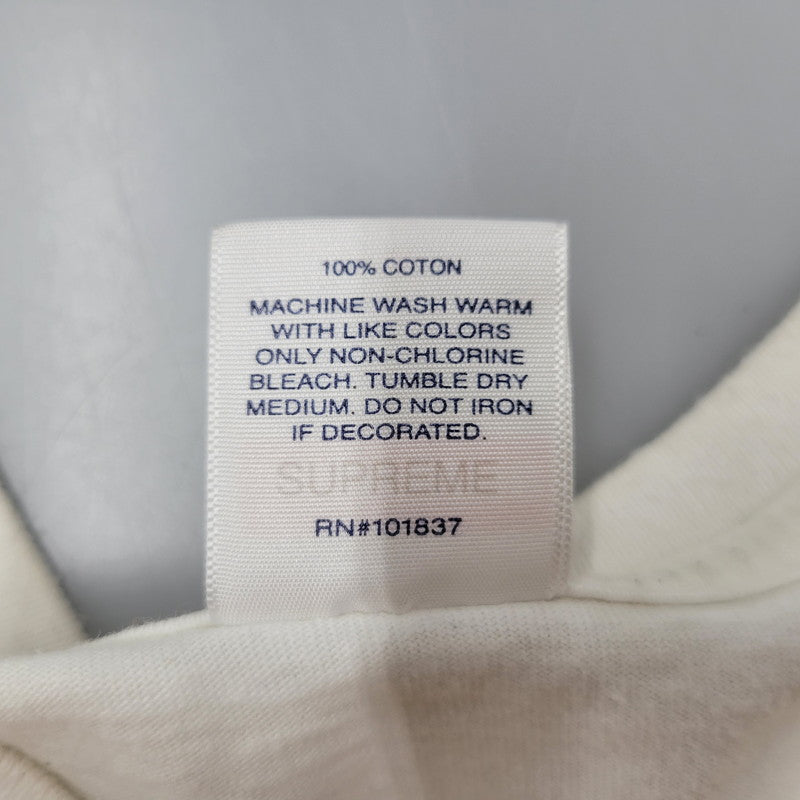 100% COTON
MACHINE WASH WARM
WITH LIKE COLORS
ONLY NON-CHLORINE
BLEACH. TUMBLE DRY
MEDIUM. DO NOT IRON
IF DECORATED.
SUPREME
RN#101837